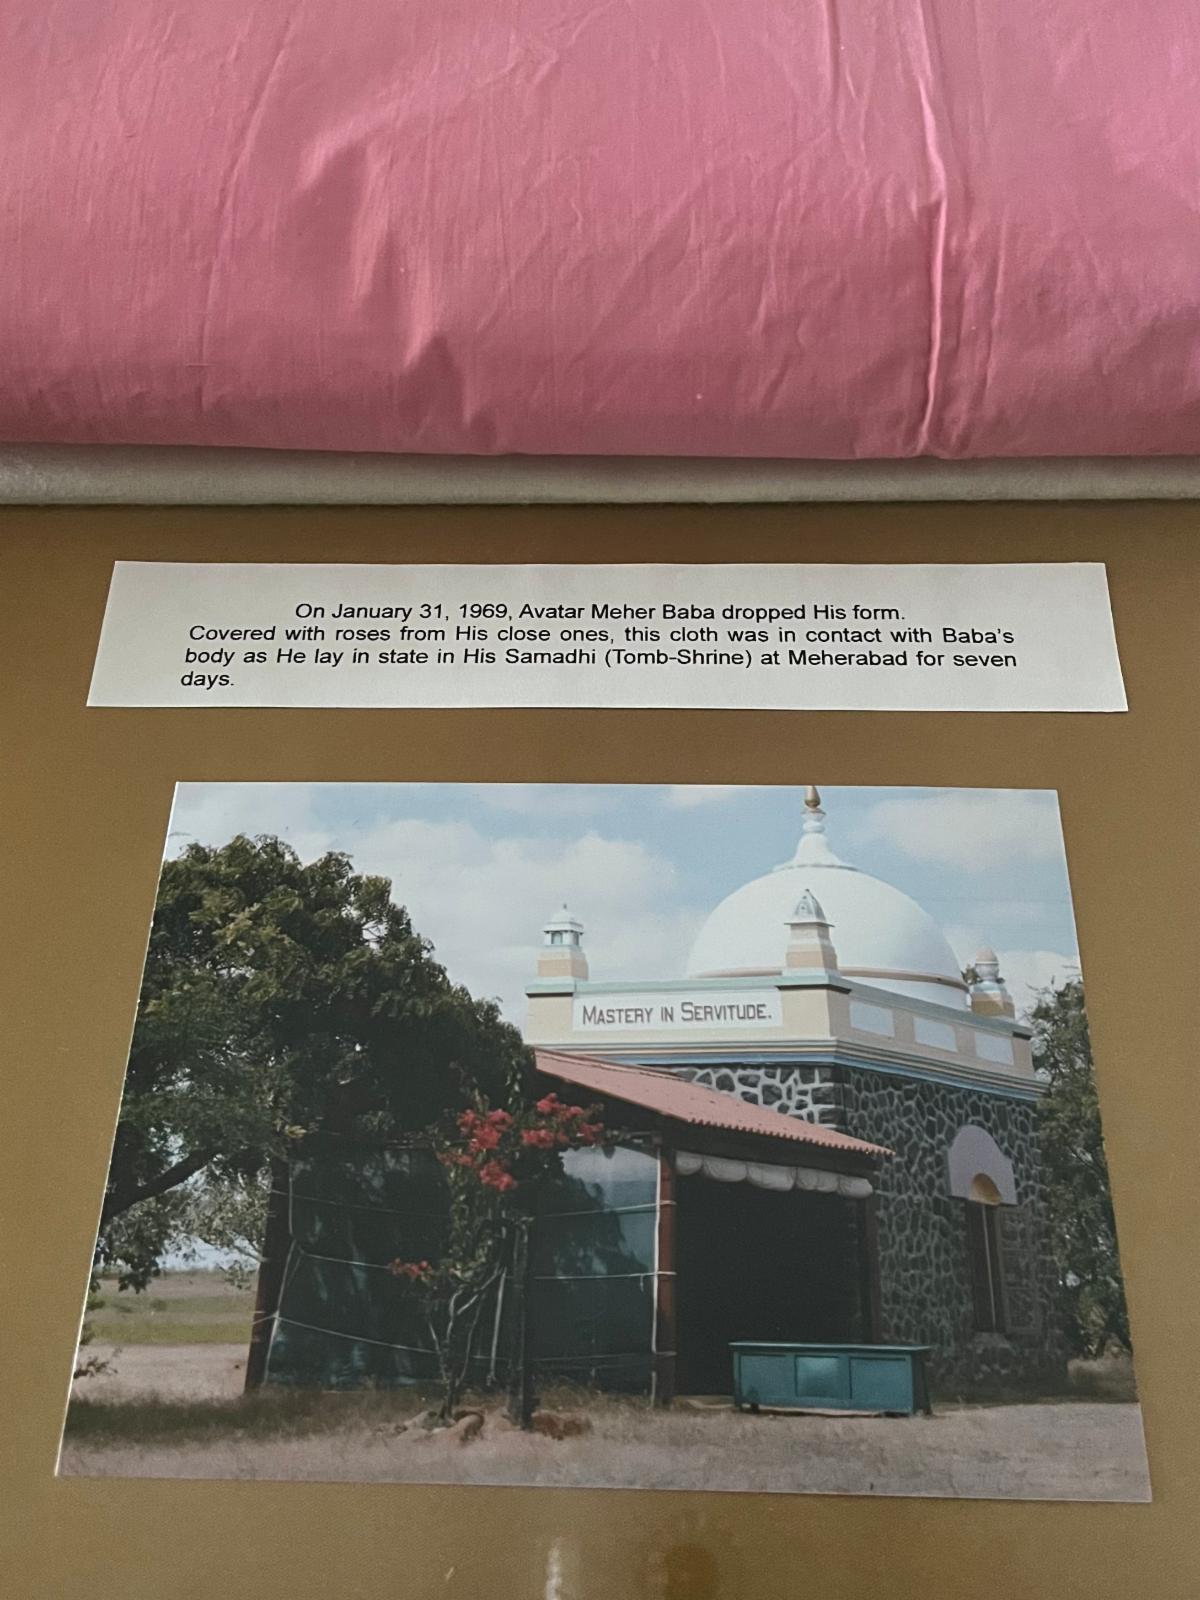 On January 31, 1969, Avatar Meher Baba dropped His form.
Covered with roses from His close ones, this cloth was in contact with Baba's
body as He lay in state in His Samadhi (Tomb-Shrine) at Meherabad for seven
days.
MASTERY IN SERVITUDE.